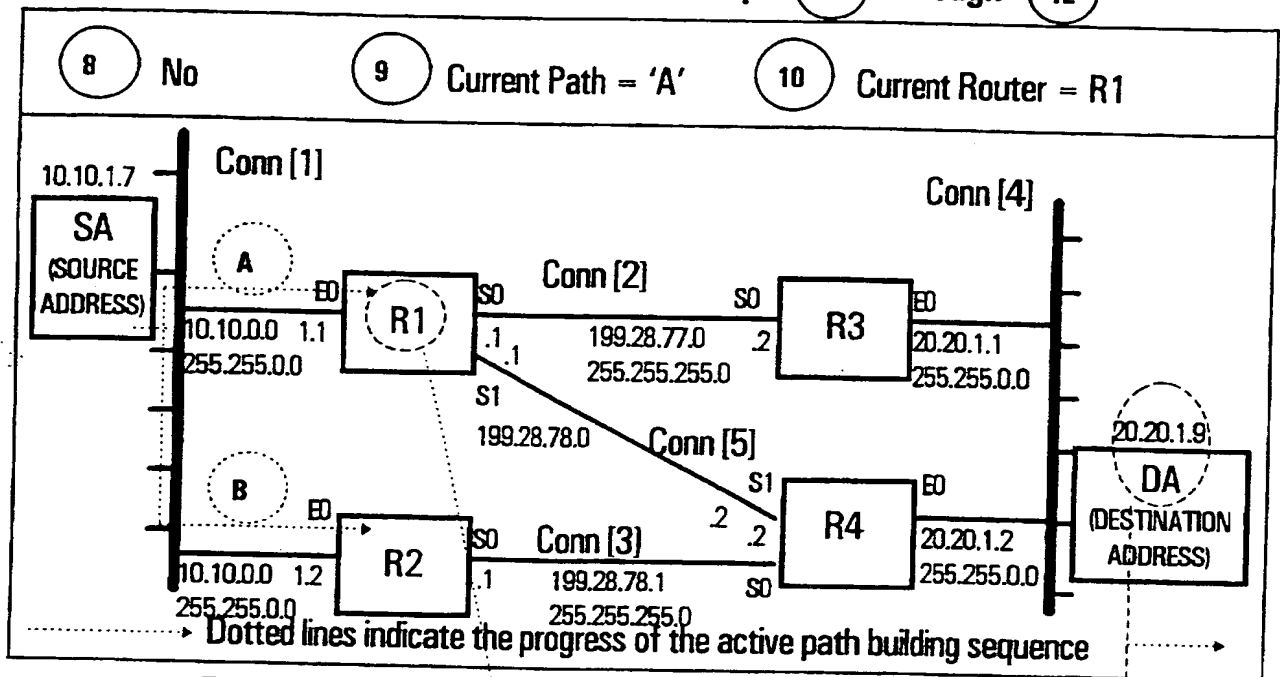 8 No
9 Current Path = 'A'
10 Current Router = R1
Conn [1]
10.10.1.7
SA
(SOURCE
ADDRESS)
A
E0
R1
10.10.0.0 1.1
255.255.0.0
S0
.1
.1
S1
199.28.78.0
Conn [2]
199.28.77.0
255.255.255.0
S0
.2
R3
E0
20.20.1.1
255.255.0.0
Conn [4]
Conn [5]
B
E0
R2
10.10.0.0 1.2
255.255.0.0
S0
.1
Conn [3]
199.28.78.1
255.255.255.0
S1
.2
.2
S0
R4
E0
20.20.1.2
255.255.0.0
20.20.1.9
DA
(DESTINATION
ADDRESS)
Dotted lines indicate the progress of the active path building sequence